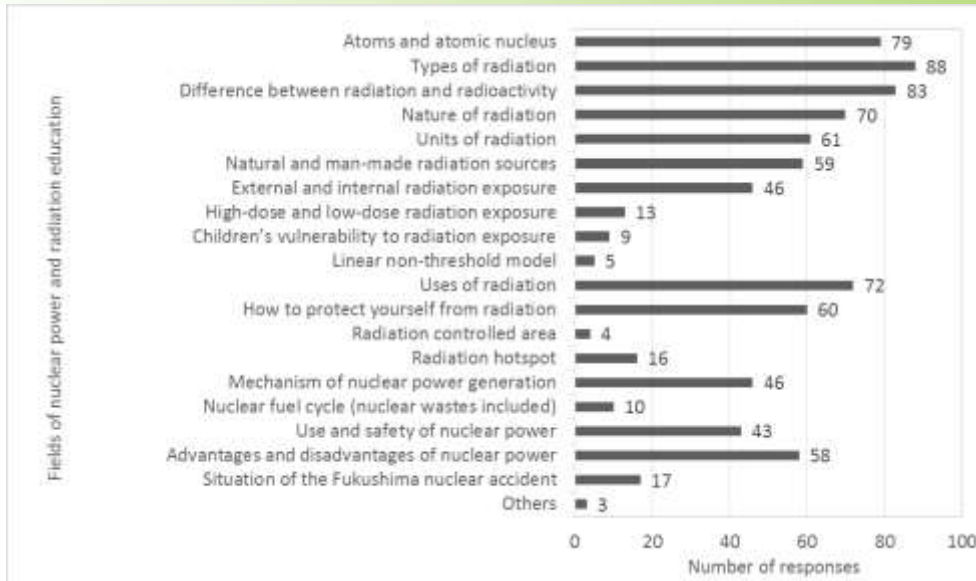 Fields of nuclear power and radiation education
Atoms and atomic nucleus 79
Types of radiation 88
Difference between radiation and radioactivity 83
Nature of radiation 70
Units of radiation 61
Natural and man-made radiation sources 59
External and internal radiation exposure 46
High-dose and low-dose radiation exposure 13
Children's vulnerability to radiation exposure 9
Linear non-threshold model 5
Uses of radiation 72
How to protect yourself from radiation 60
Radiation controlled area 4
Radiation hotspot 16
Mechanism of nuclear power generation 46
Nuclear fuel cycle (nuclear wastes included) 10
Use and safety of nuclear power 43
Advantages and disadvantages of nuclear power 58
Situation of the Fukushima nuclear accident 17
Others 3
0 20 40 60 80 100
Number of responses